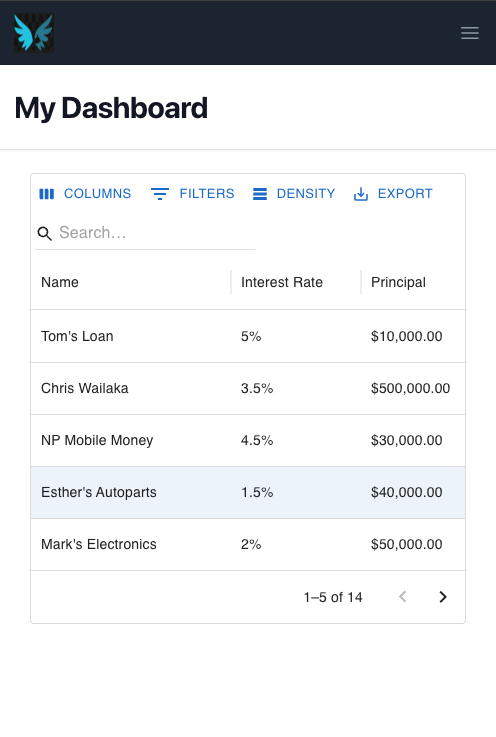 My Dashboard
COLUMNS FILTERS DENSITY EXPORT
Search...
Name Interest Rate Principal
Tom's Loan 5% $10,000.00
Chris Wailaka 3.5% $500,000.00
NP Mobile Money 4.5% $30,000.00
Esther's Autoparts 1.5% $40,000.00
Mark's Electronics 2% $50,000.00
1–5 of 14